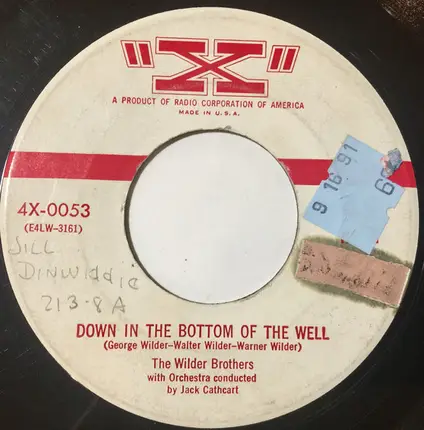 "X"
A PRODUCT OF RADIO CORPORATION OF AMERICA
MADE IN U.S.A.
4X-0053
(E4LW-3161)
JILL
DINWIDDIE
213-8A
9 16 91
6
DOWN IN THE BOTTOM OF THE WELL
(George Wilder–Walter Wilder–Warner Wilder)
The Wilder Brothers
with Orchestra conducted
by Jack Cathcart